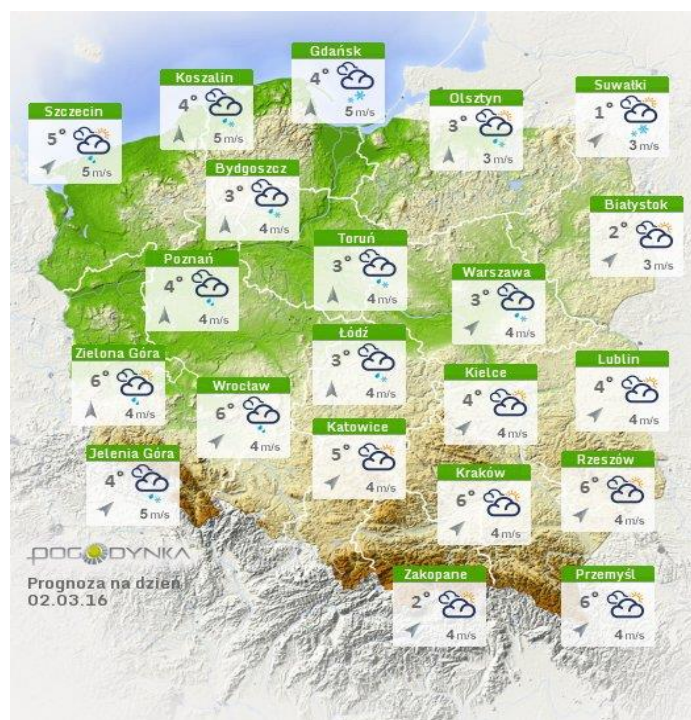 Gdańsk
4°
5 m/s
Koszalin
4°
5 m/s
Suwałki
1°
3 m/s
Olsztyn
3°
3 m/s
Szczecin
5°
5 m/s
Bydgoszcz
3°
4 m/s
Białystok
2°
3 m/s
Toruń
3°
4 m/s
Poznań
4°
4 m/s
Warszawa
3°
4 m/s
Łódź
3°
4 m/s
Zielona Góra
6°
4 m/s
Lublin
4°
4 m/s
Kielce
4°
4 m/s
Wrocław
6°
4 m/s
Katowice
5°
4 m/s
Jelenia Góra
4°
5 m/s
Rzeszów
6°
4 m/s
Kraków
6°
4 m/s
POGODYNKA
Prognoza na dzień
02.03.16
Zakopane
2°
4 m/s
Przemyśl
6°
4 m/s